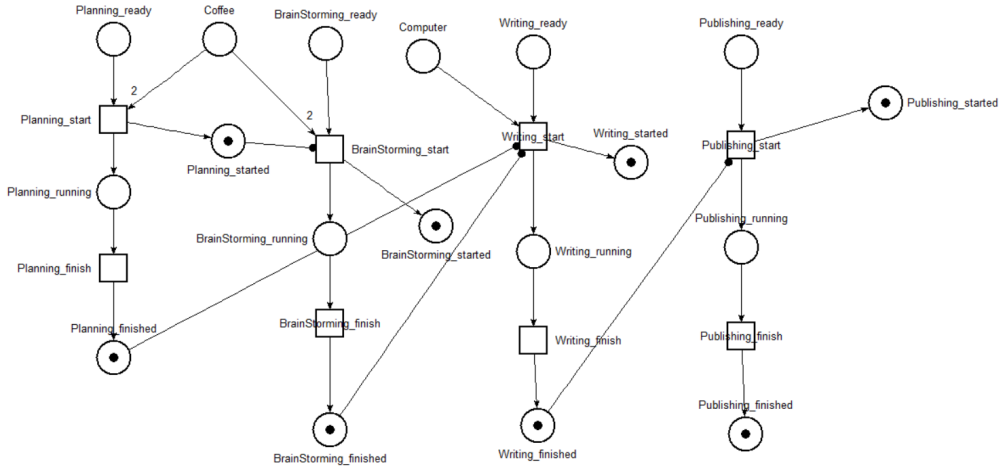 Planning_ready
Coffee
BrainStorming_ready
Computer
Writing_ready
Publishing_ready
2
2
Planning_start
Planning_started
BrainStorming_start
Writing_start
Writing_started
Publishing_start
Publishing_started
Planning_running
BrainStorming_running
BrainStorming_started
Writing_running
Publishing_running
Planning_finish
BrainStorming_finish
Writing_finish
Publishing_finish
Planning_finished
BrainStorming_finished
Writing_finished
Publishing_finished